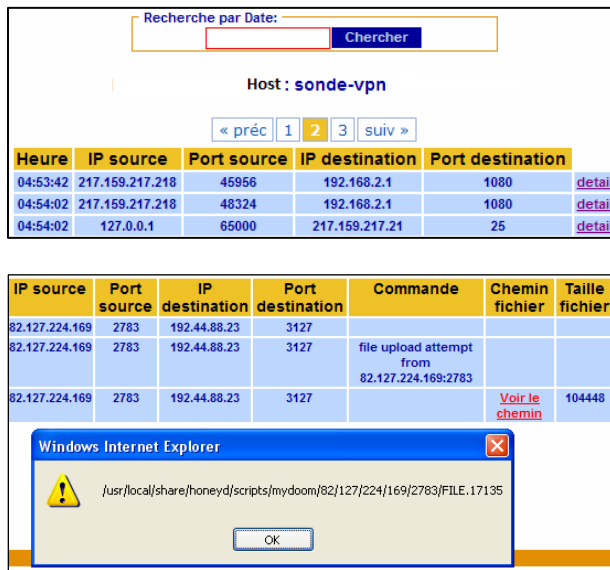 Recherche par Date:
Chercher
Host : sonde-vpn
« préc 1 2 3 suiv »
Heure IP source Port source IP destination Port destination
04:53:42 217.159.217.218 45956 192.168.2.1 1080 detai
04:54:02 217.159.217.218 48324 192.168.2.1 1080 detai
04:54:02 127.0.0.1 65000 217.159.217.21 25 detai
IP source Port source IP destination Port destination Commande Chemin fichier Taille fichier
82.127.224.169 2783 192.44.88.23 3127
82.127.224.169 2783 192.44.88.23 3127 file upload attempt from 82.127.224.169:2783
82.127.224.169 2783 192.44.88.23 3127 Voir le chemin 104448
Windows Internet Explorer
/usr/local/share/honeyd/scripts/mydoom/82/127/224/169/2783/FILE.17135
OK